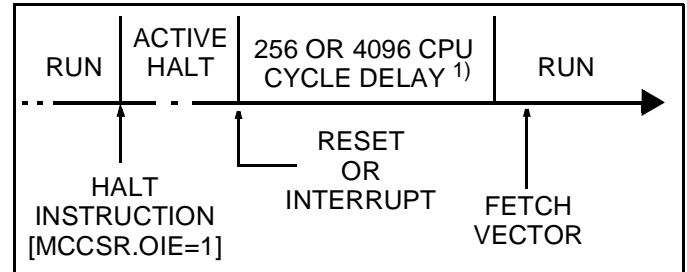 RUN
ACTIVE
HALT
256 OR 4096 CPU
CYCLE DELAY 1)
RUN
HALT
INSTRUCTION
[MCCSR.OIE=1]
RESET
OR
INTERRUPT
FETCH
VECTOR